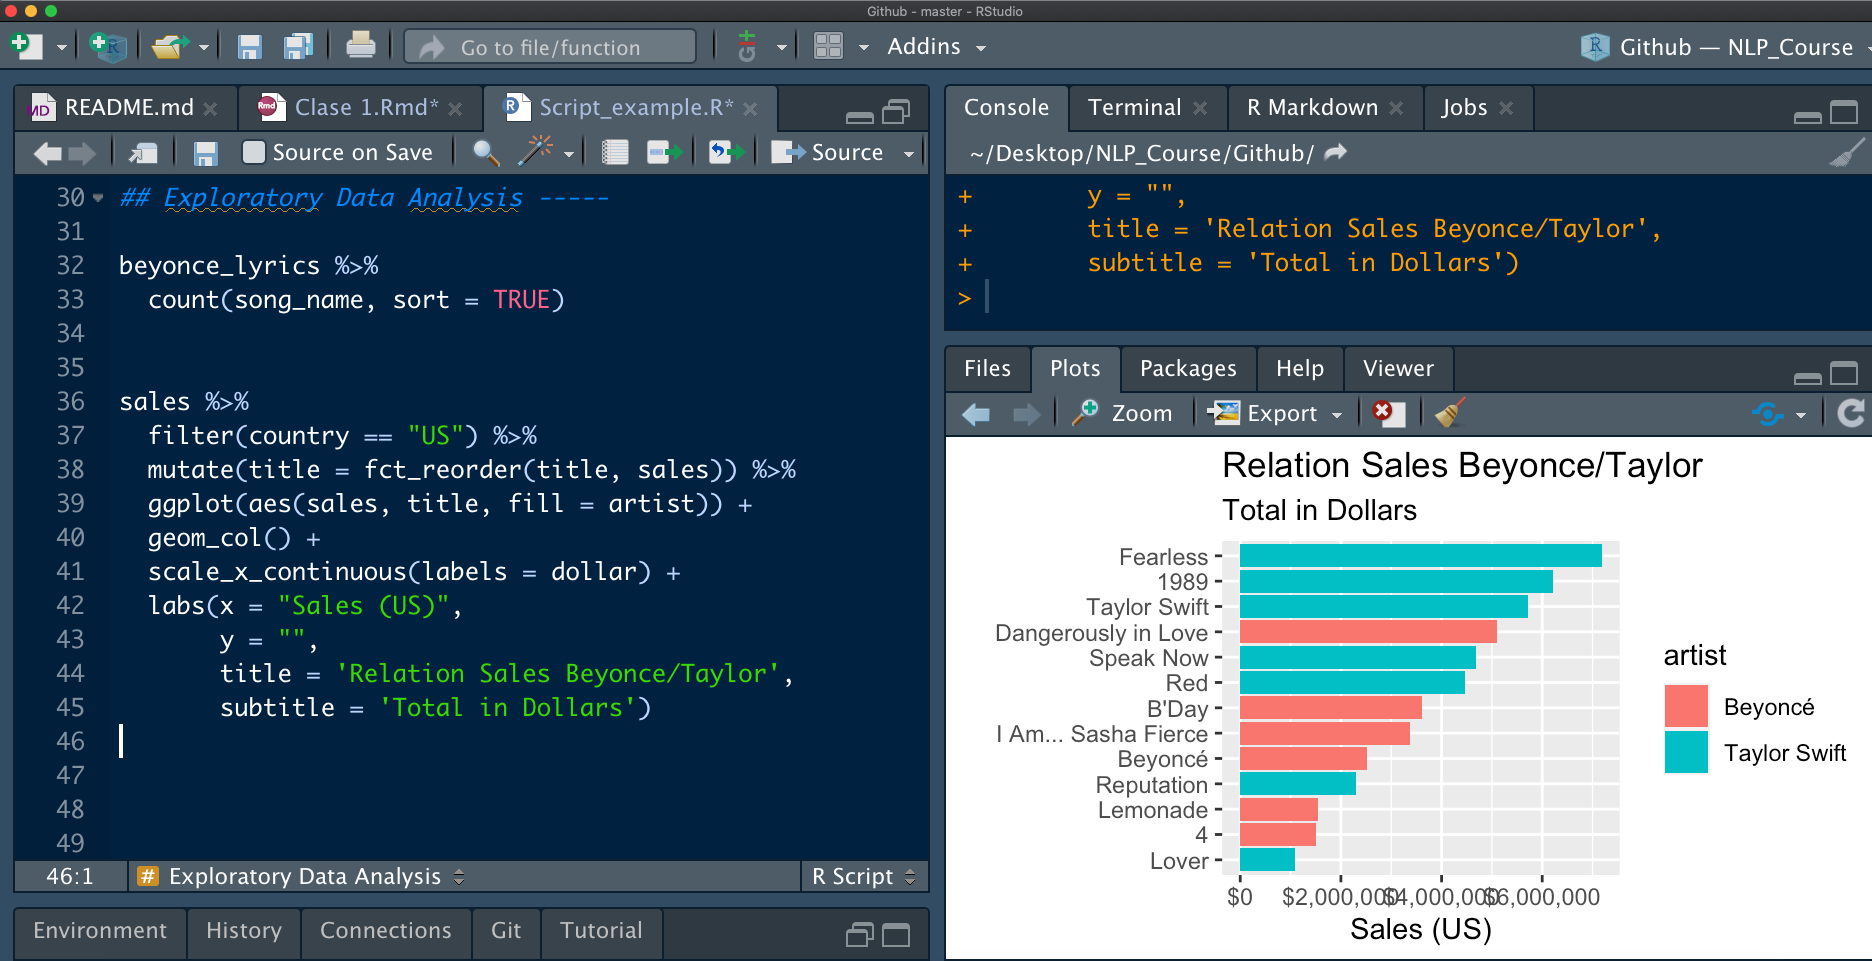 Github - master - RStudio
Go to file/function
Addins
Github — NLP_Course
README.md
Clase 1.Rmd*
Script_example.R*
Source on Save
Source
30 ## Exploratory Data Analysis -----
31
32 beyonce_lyrics %>%
33 count(song_name, sort = TRUE)
34
35
36 sales %>%
37 filter(country == "US") %>%
38 mutate(title = fct_reorder(title, sales)) %>%
39 ggplot(aes(sales, title, fill = artist)) +
40 geom_col() +
41 scale_x_continuous(labels = dollar) +
42 labs(x = "Sales (US)",
43 y = "",
44 title = 'Relation Sales Beyonce/Taylor',
45 subtitle = 'Total in Dollars')
46
47
48
49
46:1
# Exploratory Data Analysis
R Script
Environment
History
Connections
Git
Tutorial
Console
Terminal
R Markdown
Jobs
~/Desktop/NLP_Course/Github/
+ y = "",
+ title = 'Relation Sales Beyonce/Taylor',
+ subtitle = 'Total in Dollars')
>
Files
Plots
Packages
Help
Viewer
Zoom
Export
Relation Sales Beyonce/Taylor
Total in Dollars
Fearless
1989
Taylor Swift
Dangerously in Love
Speak Now
Red
B'Day
I Am... Sasha Fierce
Beyoncé
Reputation
Lemonade
4
Lover
$0 $2,000,000 $4,000,000 $6,000,000
Sales (US)
artist
Beyoncé
Taylor Swift